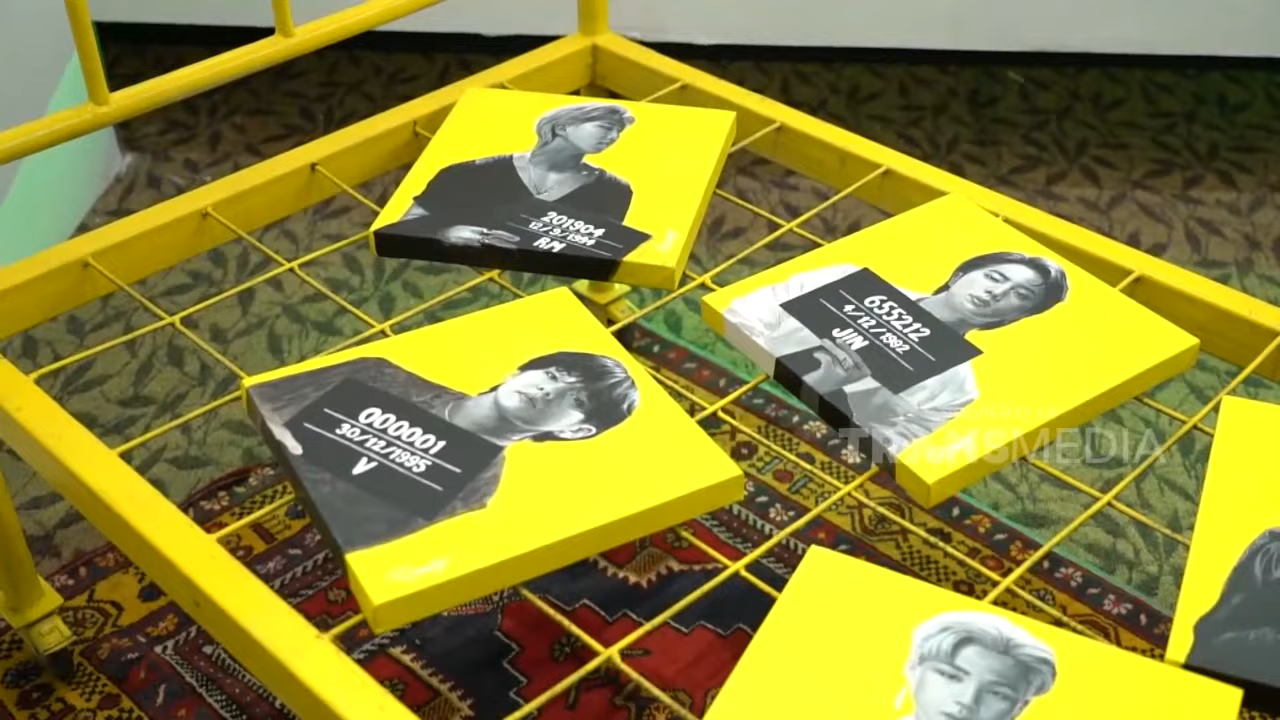 201904
12/9/1994
RM
655212
4/12/1992
JIN
000001
30/12/1995
V
TRANSMEDIA